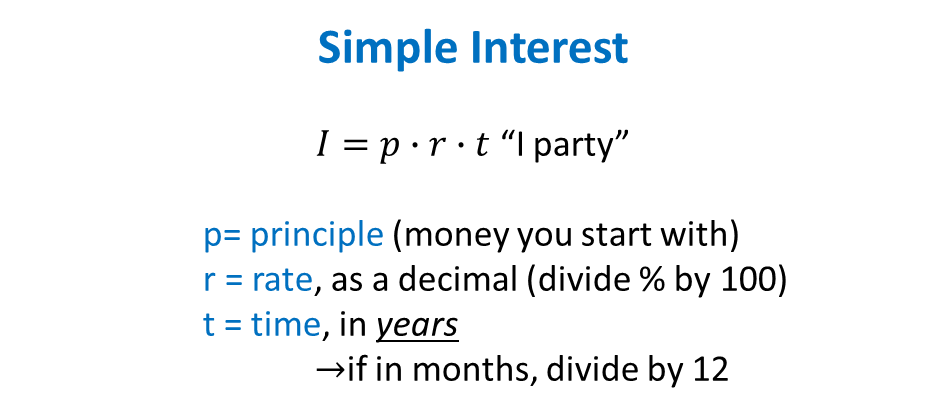 Simple Interest
𝐼 = 𝑝 · 𝑟 · 𝑡 “I party”
p= principle (money you start with)
r = rate, as a decimal (divide % by 100)
t = time, in years
→if in months, divide by 12